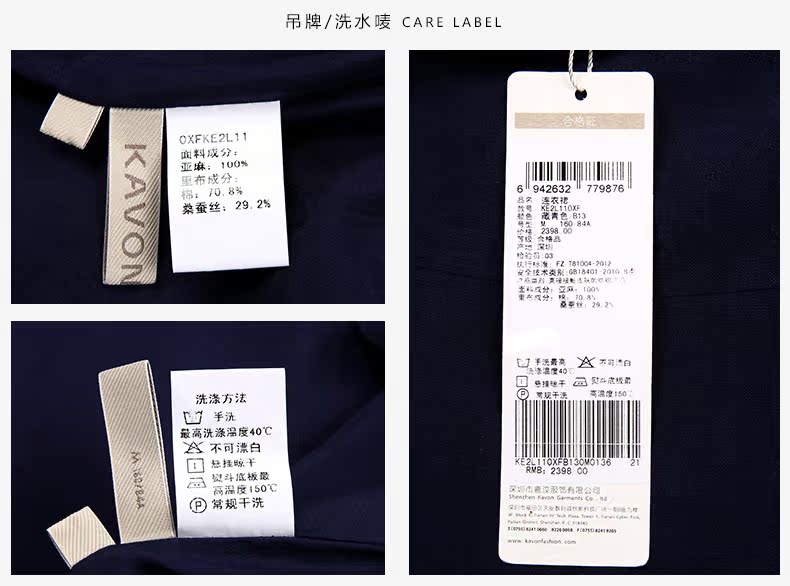 吊牌/洗水唛 CARE LABEL
KAVON
0XFKE2L11
面料成分:
亚麻: 100%
里布成分:
棉: 70.8%
桑蚕丝: 29.2%
M 160/84A
洗涤方法
手洗
最高洗涤温度40℃
不可漂白
悬挂晾干
熨斗底板最
高温度150℃
常规干洗
合格证
6 942632 779876
品名: 连衣裙
款号: KE2L110XF
颜色: 藏青色 B13
号型: M 160 84A
价格: 2398.00
等级: 合格品
产地: 深圳
检验员: 03
执行标准: FZ T81004-2012
安全技术类别: GB18401-2010 B类
面料成分: 亚麻: 100%
里布成分: 棉: 70.8%
桑蚕丝: 29.2%
手洗最高 不可漂白
洗涤温度40℃
悬挂晾干 熨斗底板最
常规干洗 高温度150℃
KE2L110XFB130M0136 21
RMB: 2398.00
深圳市嘉汶服饰有限公司
Shenzhen Kavon Garments Co., ltd
www.kavonfashion.com